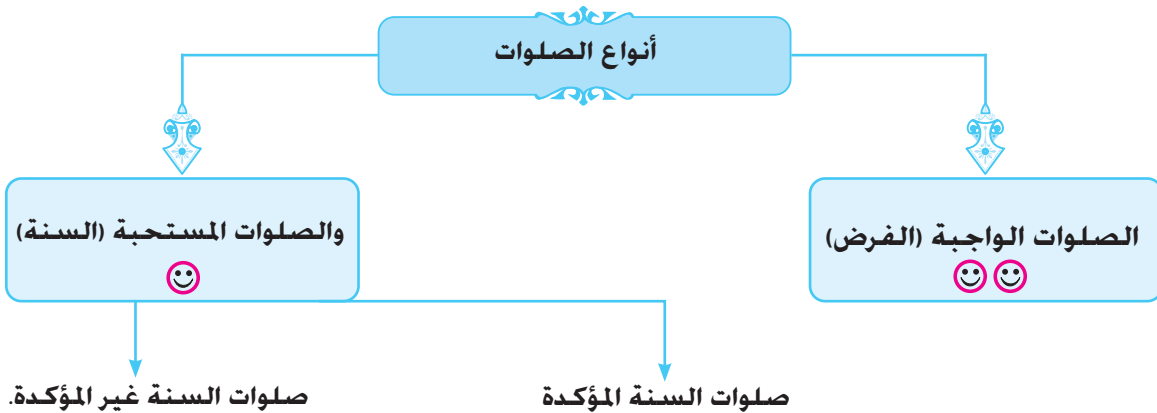 أنواع الصلوات
الصلوات الواجبة (الفرض)
والصلوات المستحبة (السنة)
صلوات السنة المؤكدة
صلوات السنة غير المؤكدة.